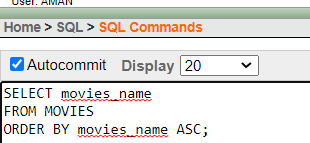 User: AMAN
Home > SQL > SQL Commands
Autocommit Display 20
SELECT movies_name
FROM MOVIES
ORDER BY movies_name ASC;